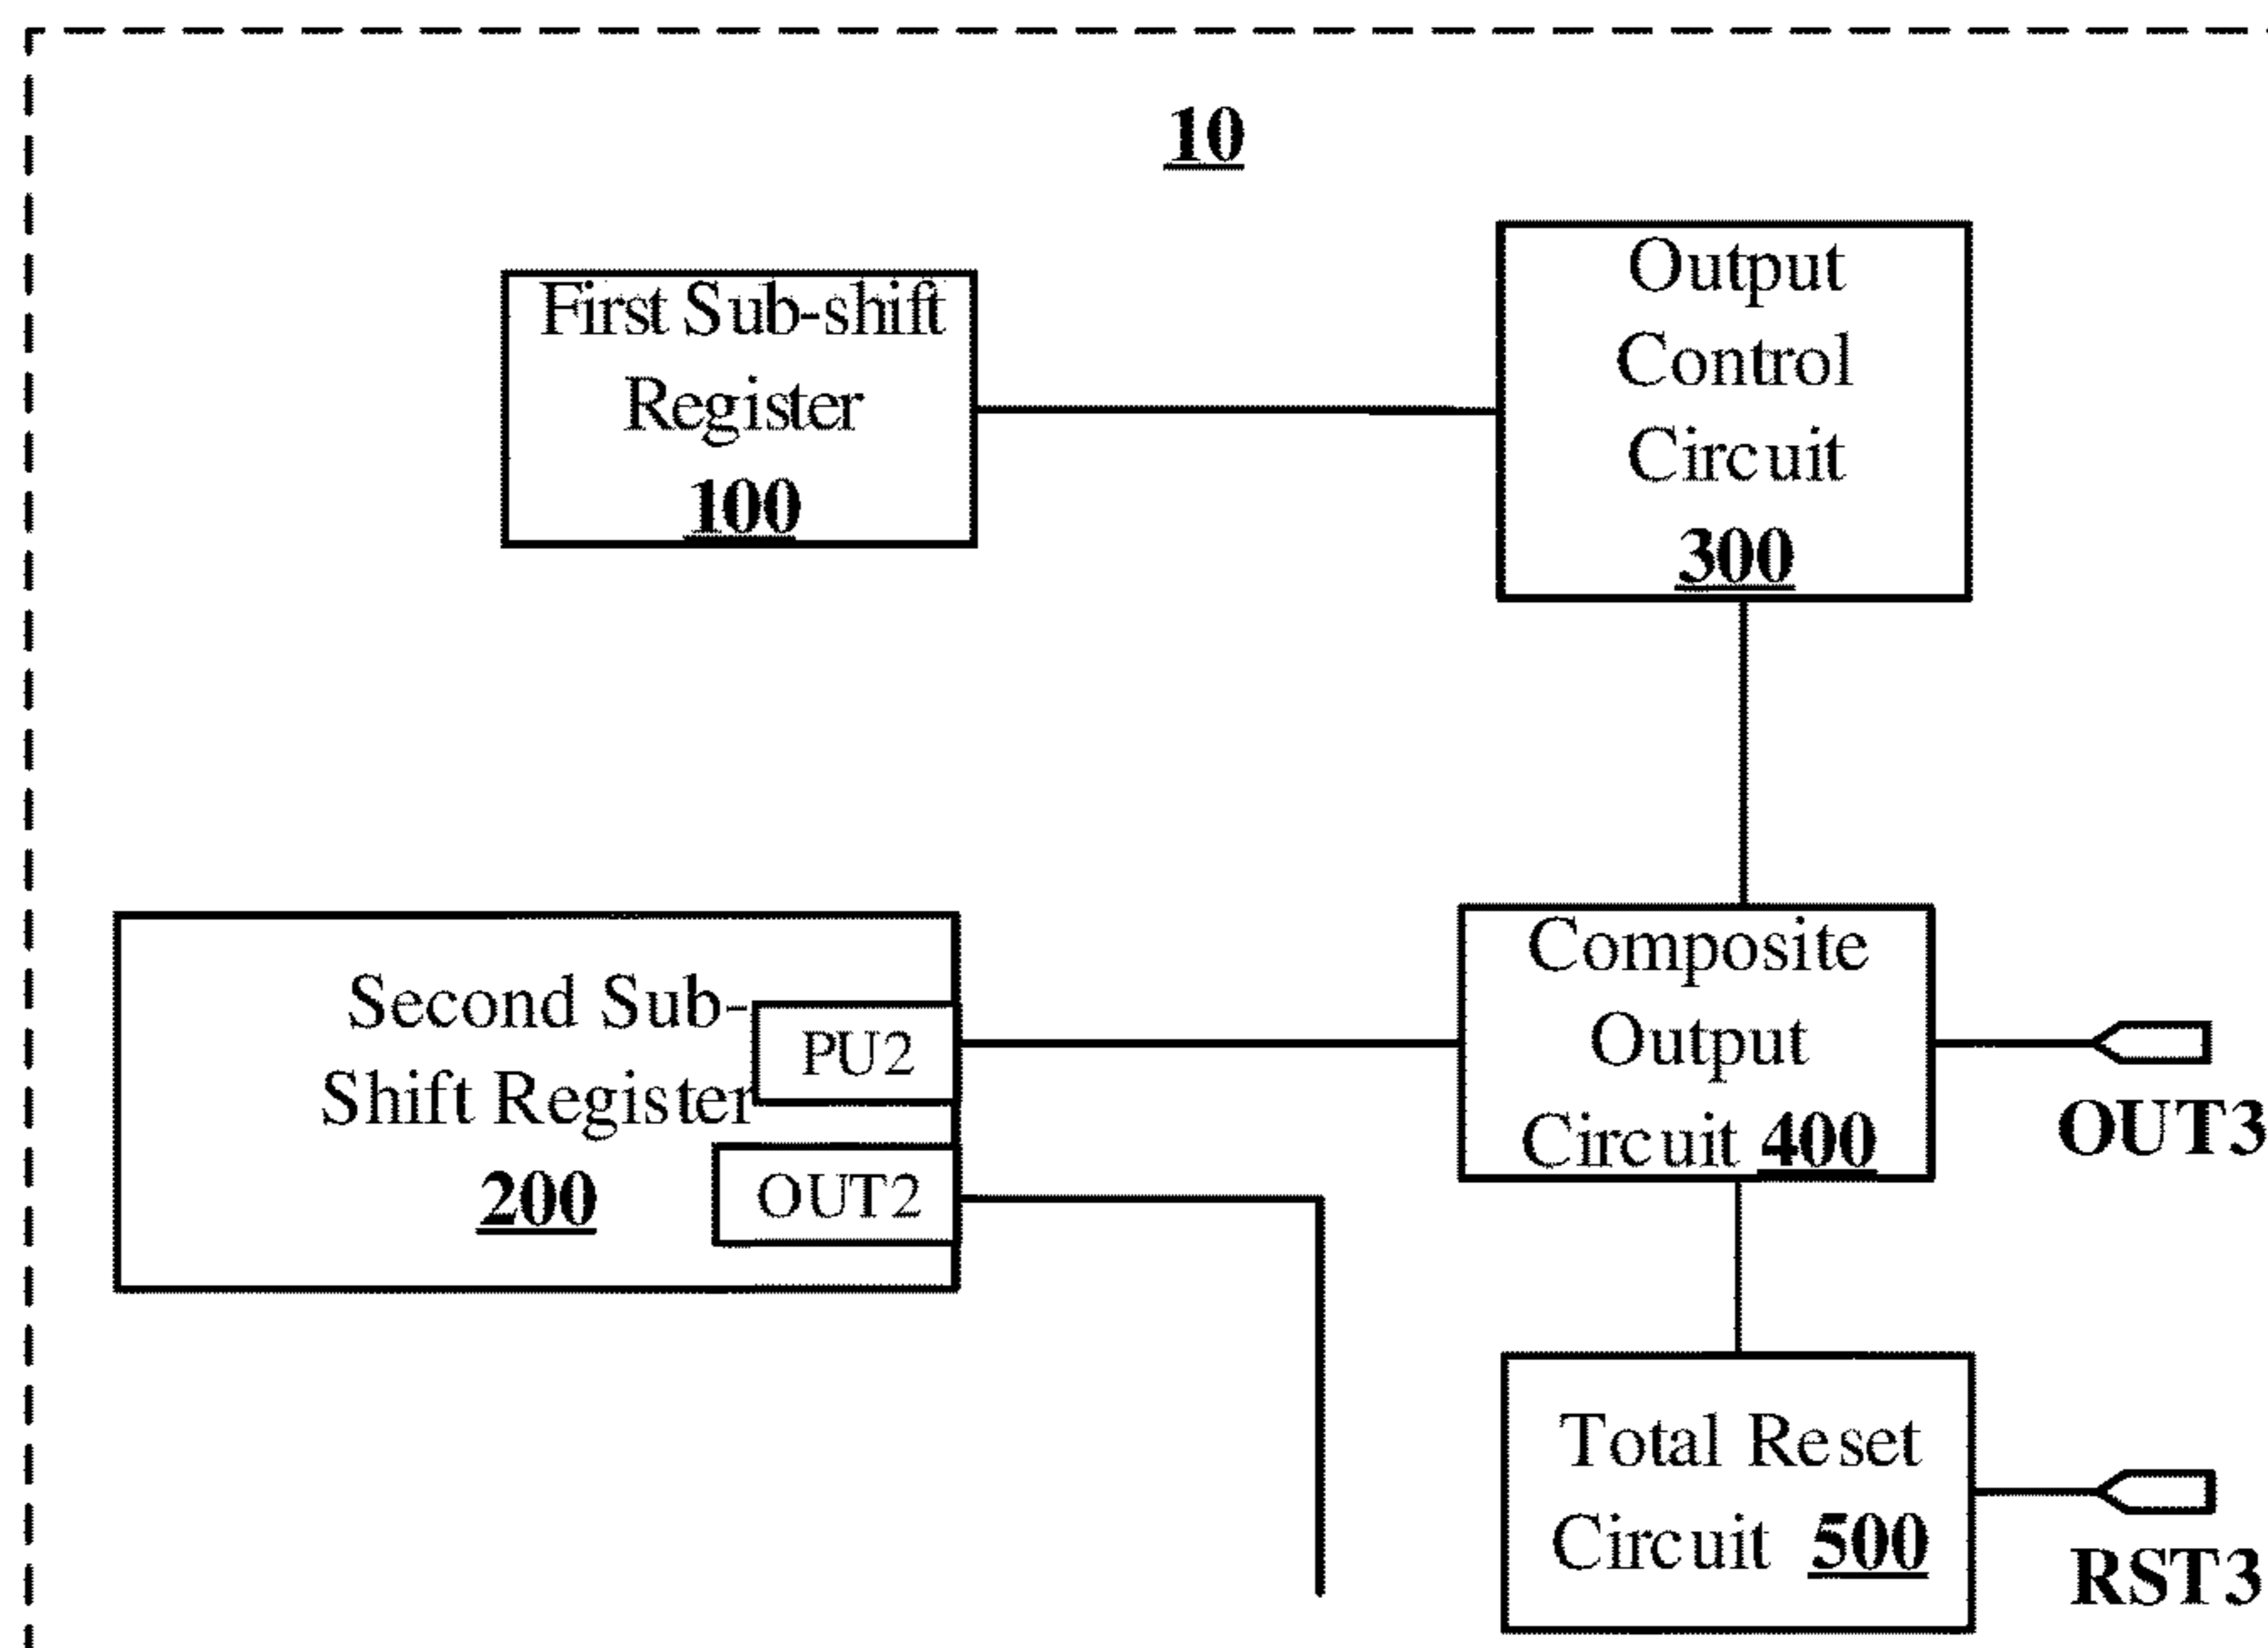 10
First Sub-shift
Register
100
Output
Control
Circuit
300
Second Sub-
Shift Register
200
PU2
OUT2
Composite
Output
Circuit 400
OUT3
Total Reset
Circuit 500
RST3